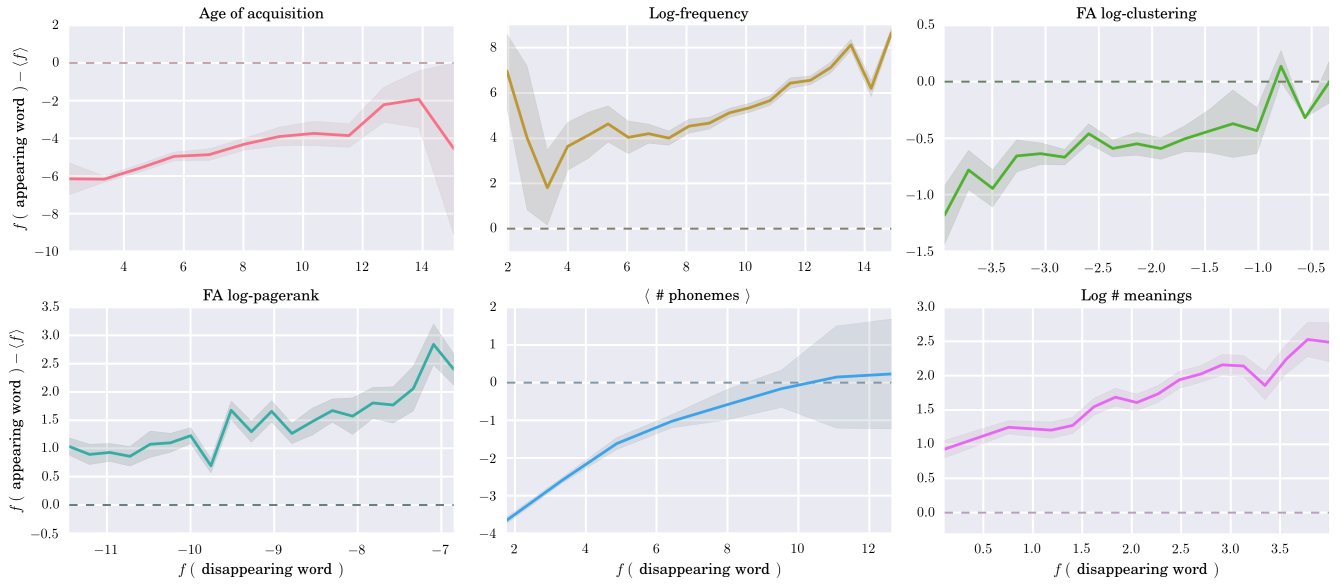 Age of acquisition
Log-frequency
FA log-clustering
f ( appearing word ) − ⟨f⟩
2
0
−2
−4
−6
−8
−10
4 6 8 10 12 14
8
6
4
2
0
2 4 6 8 10 12 14
0.5
0.0
−0.5
−1.0
−1.5
−3.5 −3.0 −2.5 −2.0 −1.5 −1.0 −0.5
FA log-pagerank
⟨ # phonemes ⟩
Log # meanings
f ( appearing word ) − ⟨f⟩
3.5
3.0
2.5
2.0
1.5
1.0
0.5
0.0
−0.5
−11 −10 −9 −8 −7
f ( disappearing word )
2
1
0
−1
−2
−3
−4
2 4 6 8 10 12
f ( disappearing word )
3.0
2.5
2.0
1.5
1.0
0.5
0.0
0.5 1.0 1.5 2.0 2.5 3.0 3.5
f ( disappearing word )